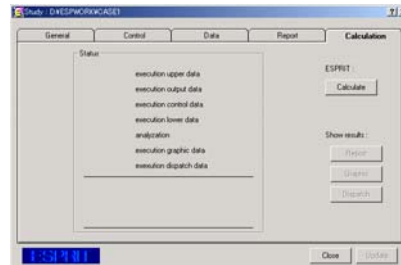 Study : D:¥ESPWORK¥CASE1
General
Control
Data
Report
Calculation
Status
execution upper data
execution output data
execution control data
execution lower data
analyzation
execution graphic data
exexution dispatch data
ESPRIT :
Calculate
Show results :
Report
Graphic
Dispatch
ESPRIT
Close
Update